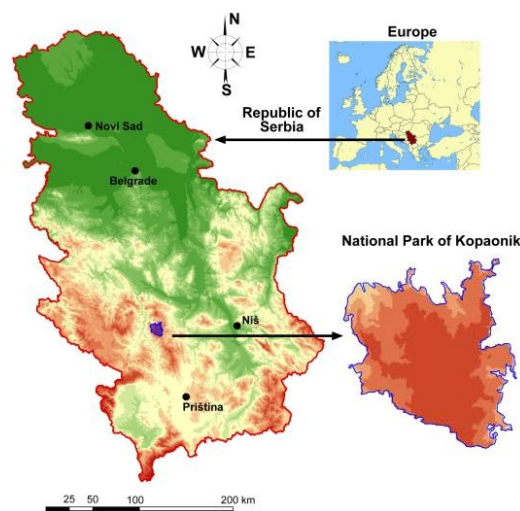 N
W E
S
Europe
Republic of
Serbia
Novi Sad
Belgrade
National Park of Kopaonik
Niš
Priština
25 50 100 200 km